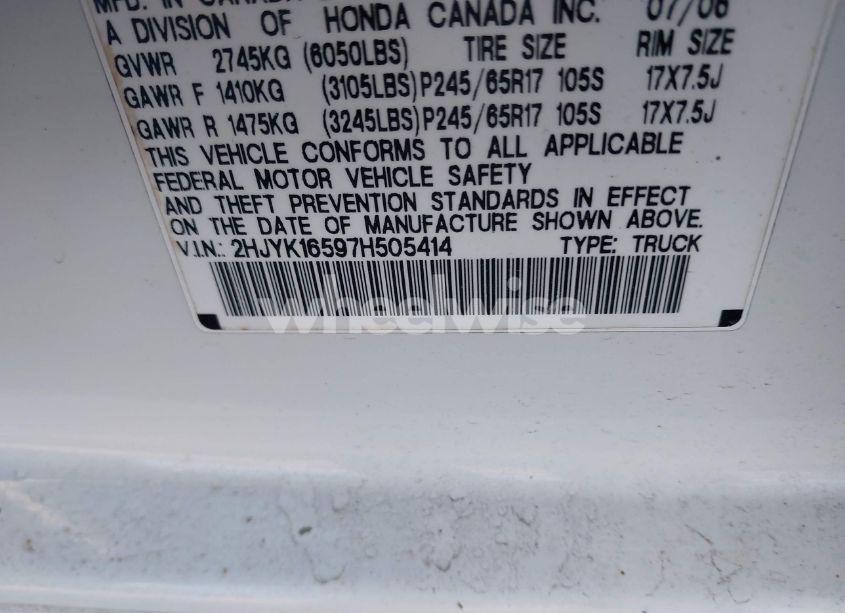 MFD. IN CANADA
A DIVISION OF HONDA CANADA INC. 07/06
GVWR 2745KG (6050LBS) TIRE SIZE RIM SIZE
GAWR F 1410KG (3105LBS) P245/65R17 105S 17X7.5J
GAWR R 1475KG (3245LBS) P245/65R17 105S 17X7.5J
THIS VEHICLE CONFORMS TO ALL APPLICABLE
FEDERAL MOTOR VEHICLE SAFETY
AND THEFT PREVENTION STANDARDS IN EFFECT
ON THE DATE OF MANUFACTURE SHOWN ABOVE.
V.I.N.: 2HJYK16597H505414 TYPE: TRUCK
wheelwise